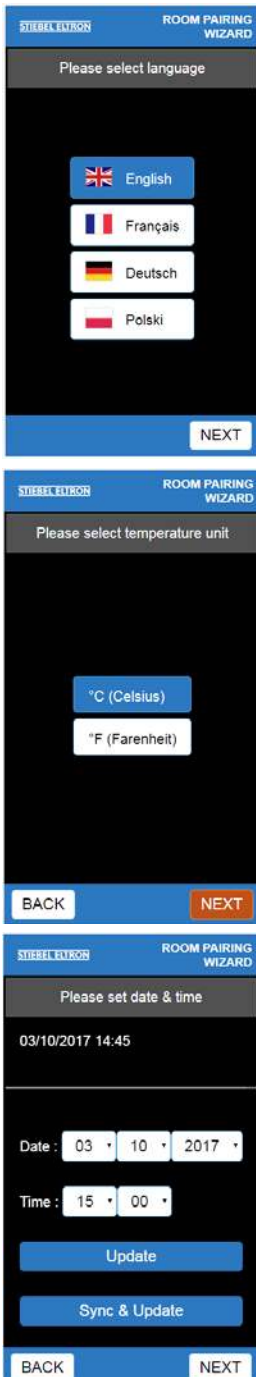 STIEBEL ELTRON
ROOM PAIRING
WIZARD
Please select language
English
Français
Deutsch
Polski
NEXT
STIEBEL ELTRON
ROOM PAIRING
WIZARD
Please select temperature unit
°C (Celsius)
°F (Farenheit)
BACK NEXT
STIEBEL ELTRON
ROOM PAIRING
WIZARD
Please set date & time
03/10/2017 14:45
Date : 03 10 2017
Time : 15 00
Update
Sync & Update
BACK NEXT